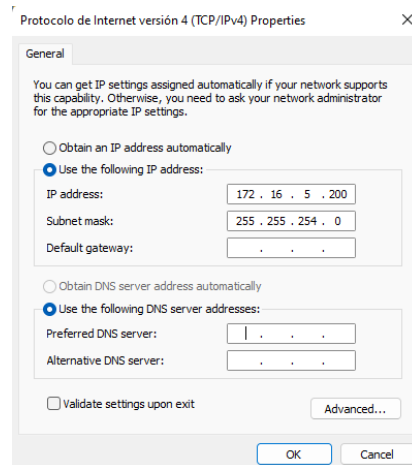 Protocolo de Internet versión 4 (TCP/IPv4) Properties
General
You can get IP settings assigned automatically if your network supports
this capability. Otherwise, you need to ask your network administrator
for the appropriate IP settings.
Obtain an IP address automatically
Use the following IP address:
IP address: 172 . 16 . 5 . 200
Subnet mask: 255 . 255 . 254 . 0
Default gateway: . . .
Obtain DNS server address automatically
Use the following DNS server addresses:
Preferred DNS server: . . .
Alternative DNS server: . . .
Validate settings upon exit
Advanced...
OK Cancel